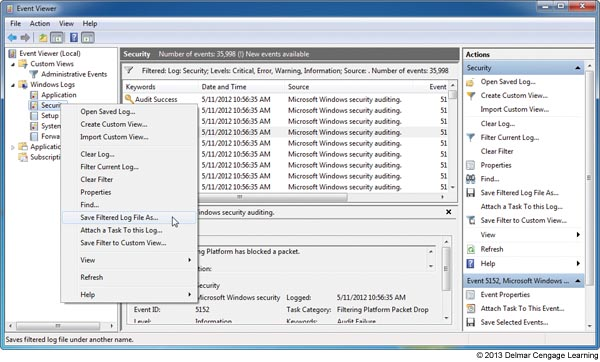 Event Viewer
File Action View Help
Event Viewer (Local)
Custom Views
Administrative Events
Windows Logs
Application
Securit
Setup
System
Forwa
Applicatio
Subscripti
Open Saved Log...
Create Custom View...
Import Custom View...
Clear Log...
Filter Current Log...
Clear Filter
Properties
Find...
Save Filtered Log File As...
Attach a Task To this Log...
Save Filter to Custom View...
View
Refresh
Help
Security Number of events: 35,998 (!) New events available
Filtered: Log: Security; Levels: Critical, Error, Warning, Information; Source: . Number of events: 35,998
Keywords Date and Time Source Event
Audit Success 5/11/2012 10:56:35 AM Microsoft Windows security auditing. 51
5/11/2012 10:56:35 AM Microsoft Windows security auditing. 51
5/11/2012 10:56:35 AM Microsoft Windows security auditing. 51
5/11/2012 10:56:35 AM Microsoft Windows security auditing. 51
5/11/2012 10:56:35 AM Microsoft Windows security auditing. 51
5/11/2012 10:56:35 AM Microsoft Windows security auditing. 51
5/11/2012 10:56:35 AM Microsoft Windows security auditing. 51
5/11/2012 10:56:35 AM Microsoft Windows security auditing. 51
ndows security auditing.
ing Platform has blocked a packet.
tion:
Security
Microsoft Windows security Logged: 5/11/2012 10:56:35 AM
Event ID: 5152 Task Category: Filtering Platform Packet Drop
Level: Information Keywords: Audit Failure
Actions
Security
Open Saved Log...
Create Custom View...
Import Custom View...
Clear Log...
Filter Current Log...
Clear Filter
Properties
Find...
Save Filtered Log File As...
Attach a Task To this Log...
Save Filter to Custom View...
View
Refresh
Help
Event 5152, Microsoft Windows ...
Event Properties
Attach Task To This Event...
Save Selected Events...
Saves filtered log file under another name.
© 2013 Delmar Cengage Learning